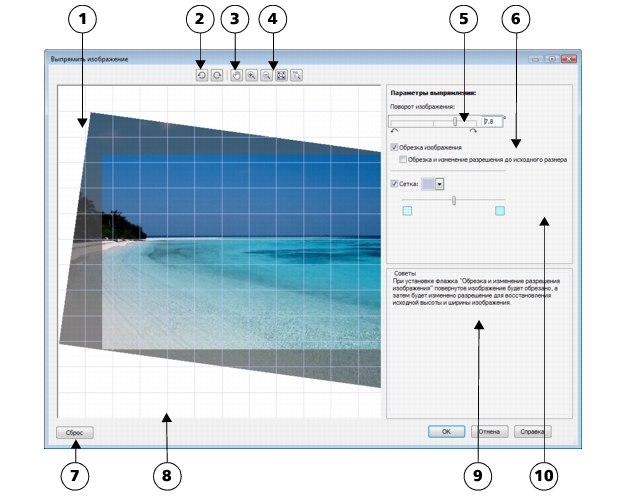 1
2
3
4
5
6
Выпрямить изображение
Параметры выпрямления:
Поворот изображения:
7.8 °
Обрезка изображения
Обрезка и изменение разрешения до исходного размера
Сетка:
Советы
При установке флажка "Обрезка и изменение разрешения
изображения" повернутое изображение будет обрезано, а
затем будет изменено разрешение для восстановления
исходной высоты и ширины изображения.
Сброс
OK
Отмена
Справка
7
8
9
10